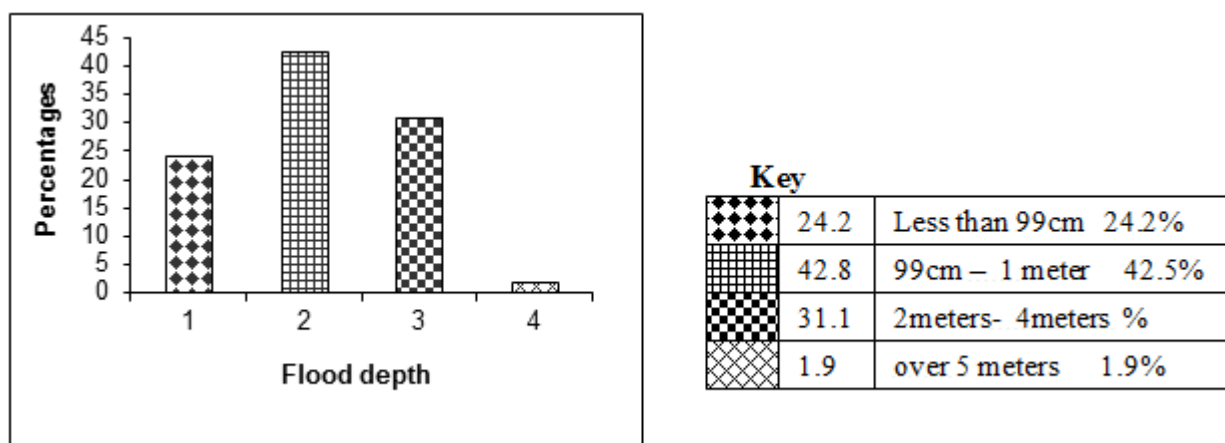 45
40
35
30
25
20
15
10
5
0
Percentages
1 2 3 4
Flood depth
Key
24.2 Less than 99cm 24.2%
42.8 99cm – 1 meter 42.5%
31.1 2meters- 4meters %
1.9 over 5 meters 1.9%